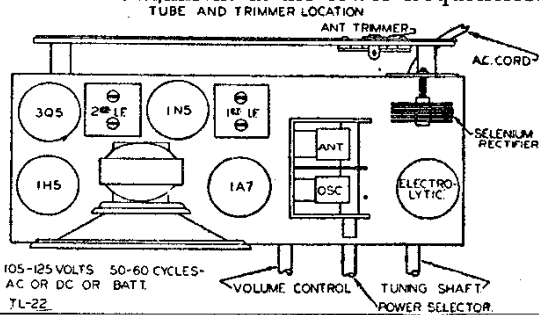 TUBE AND TRIMMER LOCATION
ANT TRIMMER
A.C. CORD
3Q5
2ND I.F.
1N5
1ST I.F.
SELENIUM
RECTIFIER
ANT
1H5
1A7
OSC
ELECTRO-
LYTIC
105-125 VOLTS 50-60 CYCLES-
AC OR DC OR BATT.
VOLUME CONTROL
TUNING SHAFT
POWER SELECTOR.
TL-22